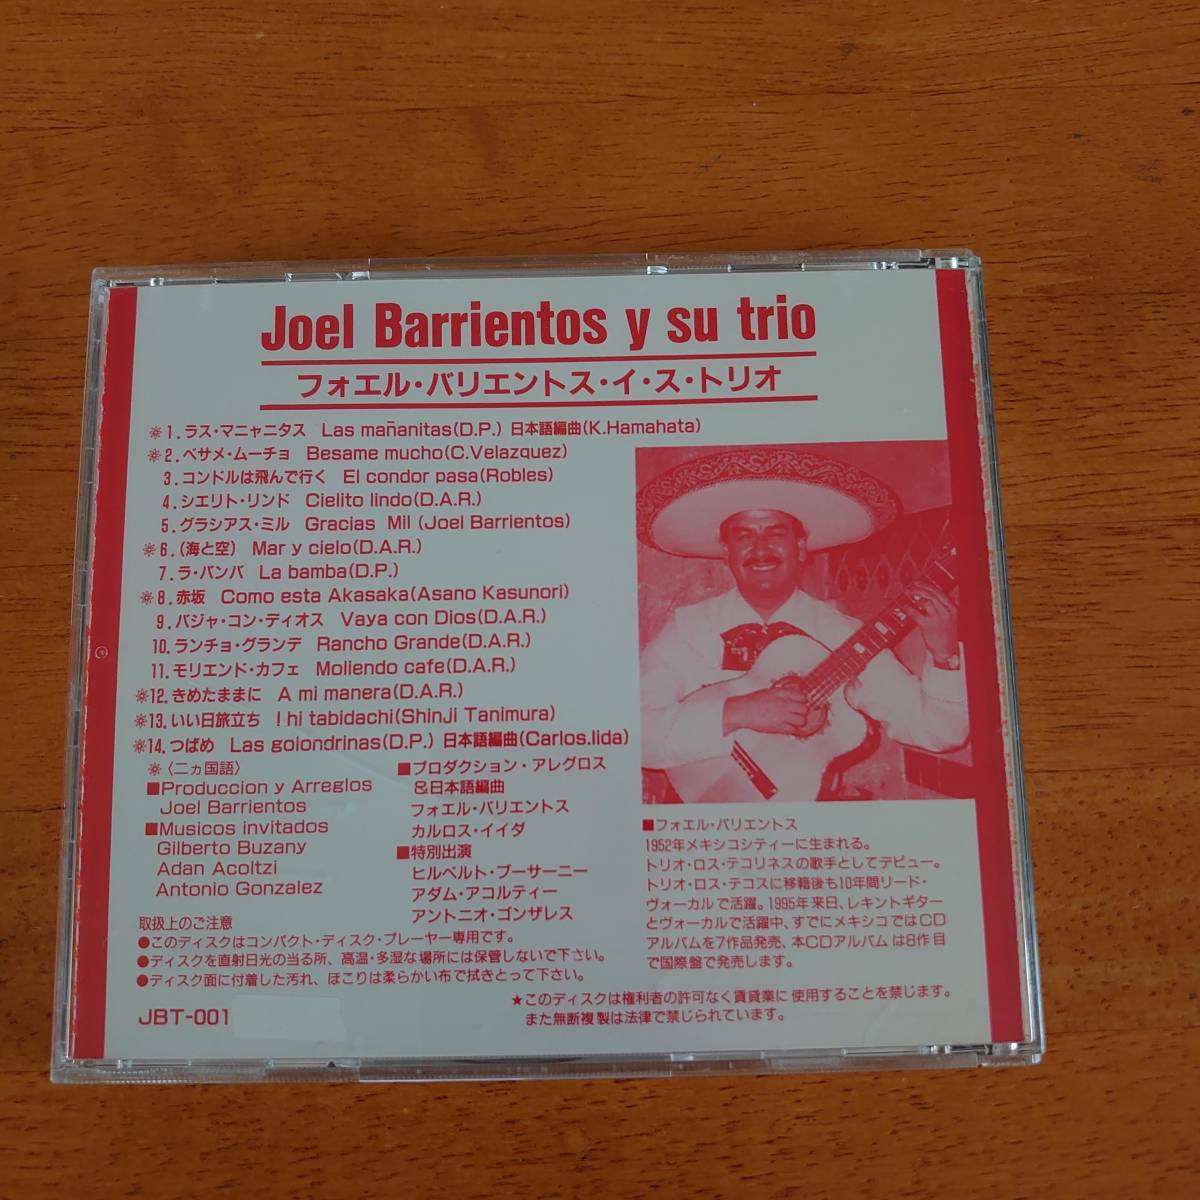 Joel Barrientos y su trio
フォエル・バリエントス・イ・ス・トリオ
※1.ラス・マニャニタス Las mañanitas(D.P.) 日本語編曲(K.Hamahata)
※2.ベサメ・ムーチョ Besame mucho(C.Velazquez)
3.コンドルは飛んで行く El condor pasa(Robles)
4.シエリト・リンド Cielito lindo(D.A.R.)
5.グラシアス・ミル Gracias Mil (Joel Barrientos)
※6.(海と空) Mar y cielo(D.A.R.)
7.ラ・バンバ La bamba(D.P.)
※8.赤坂 Como esta Akasaka(Asano Kasunori)
9.バジャ・コン・ディオス Vaya con Dios(D.A.R.)
10.ランチョ・グランデ Rancho Grande(D.A.R.)
11.モリエンド・カフェ Moliendo cafe(D.A.R.)
※12.きめたままに A mi manera(D.A.R.)
※13.いい日旅立ち I hi tabidachi(ShinJi Tanimura)
※14.つばめ Las golondrinas(D.P.) 日本語編曲(Carlos.Iida)
※〈二ヵ国語〉
■Produccion y Arreglos
Joel Barrientos
■Musicos invitados
Gilberto Buzany
Adan Acoltzi
Antonio Gonzalez
■プロダクション・アレグロス
&日本語編曲
フォエル・バリエントス
カルロス・イイダ
■特別出演
ヒルベルト・ブーサーニー
アダム・アコルティー
アントニオ・ゴンザレス
■フォエル・バリエントス
1952年メキシコシティーに生まれる。
トリオ・ロス・テコリネスの歌手としてデビュー。
トリオ・ロス・テコスに移籍後も10年間リード・
ヴォーカルで活躍。1995年来日、レキントギター
とヴォーカルで活躍中、すでにメキシコではCD
アルバムを7作品発売、本CDアルバムは8作目
で国際盤で発売します。
取扱上のご注意
●このディスクはコンパクト・ディスク・プレーヤー専用です。
●ディスクを直射日光の当る所、高温・多湿な場所には保管しないで下さい。
●ディスク面に付着した汚れ、ほこりは柔らかい布で拭きとって下さい。
★このディスクは権利者の許可なく賃貸業に使用することを禁じます。
また無断複製は法律で禁じられています。
JBT-001